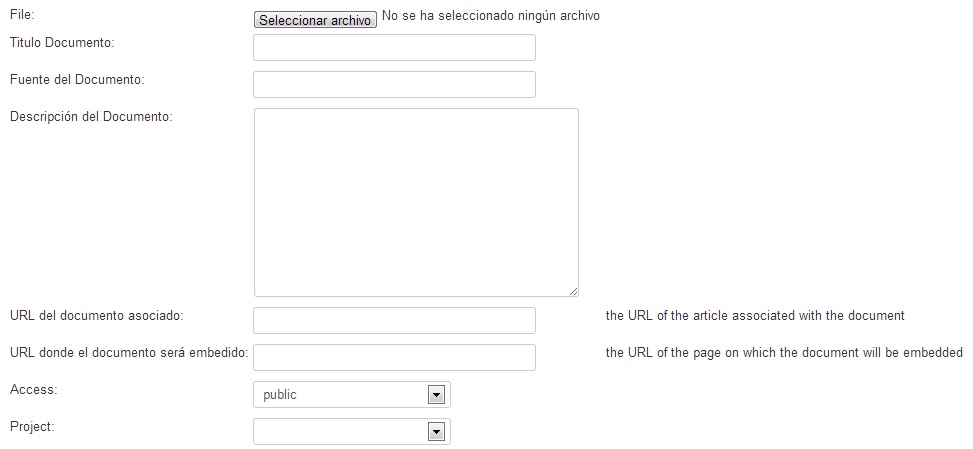 File: Seleccionar archivo No se ha seleccionado ningún archivo
Titulo Documento:
Fuente del Documento:
Descripción del Documento:
URL del documento asociado: the URL of the article associated with the document
URL donde el documento será embedido: the URL of the page on which the document will be embedded
Access: public
Project: